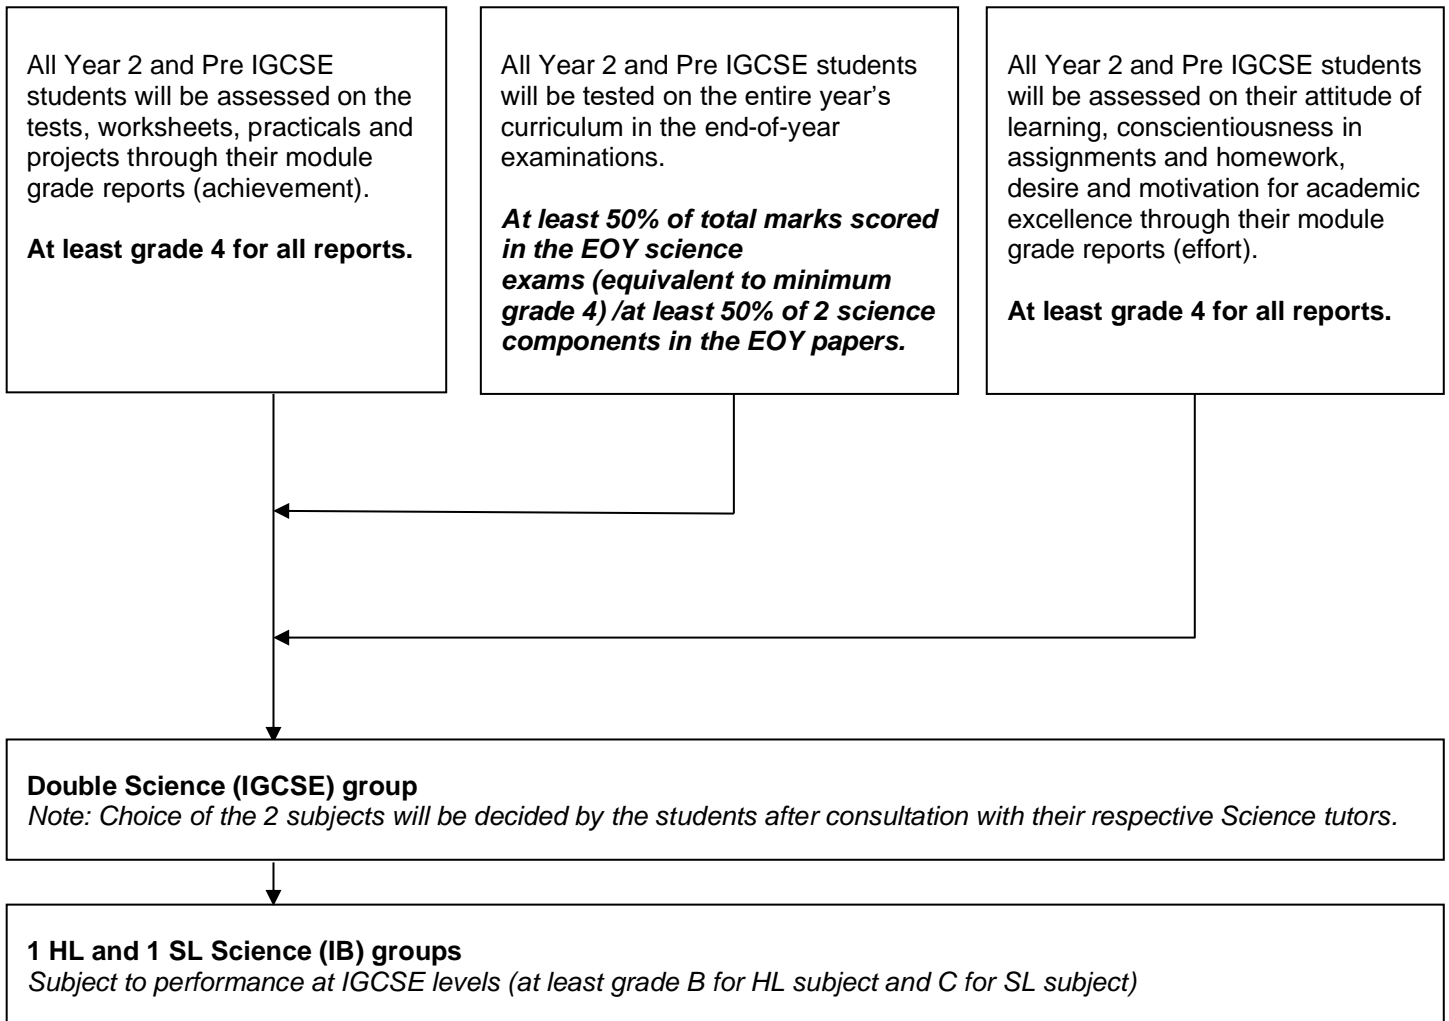 All Year 2 and Pre IGCSE
students will be assessed on the
tests, worksheets, practicals and
projects through their module
grade reports (achievement).
At least grade 4 for all reports.
All Year 2 and Pre IGCSE students
will be tested on the entire year’s
curriculum in the end-of-year
examinations.
At least 50% of total marks scored
in the EOY science
exams (equivalent to minimum
grade 4) /at least 50% of 2 science
components in the EOY papers.
All Year 2 and Pre IGCSE students
will be assessed on their attitude of
learning, conscientiousness in
assignments and homework,
desire and motivation for academic
excellence through their module
grade reports (effort).
At least grade 4 for all reports.
Double Science (IGCSE) group
Note: Choice of the 2 subjects will be decided by the students after consultation with their respective Science tutors.
1 HL and 1 SL Science (IB) groups
Subject to performance at IGCSE levels (at least grade B for HL subject and C for SL subject)